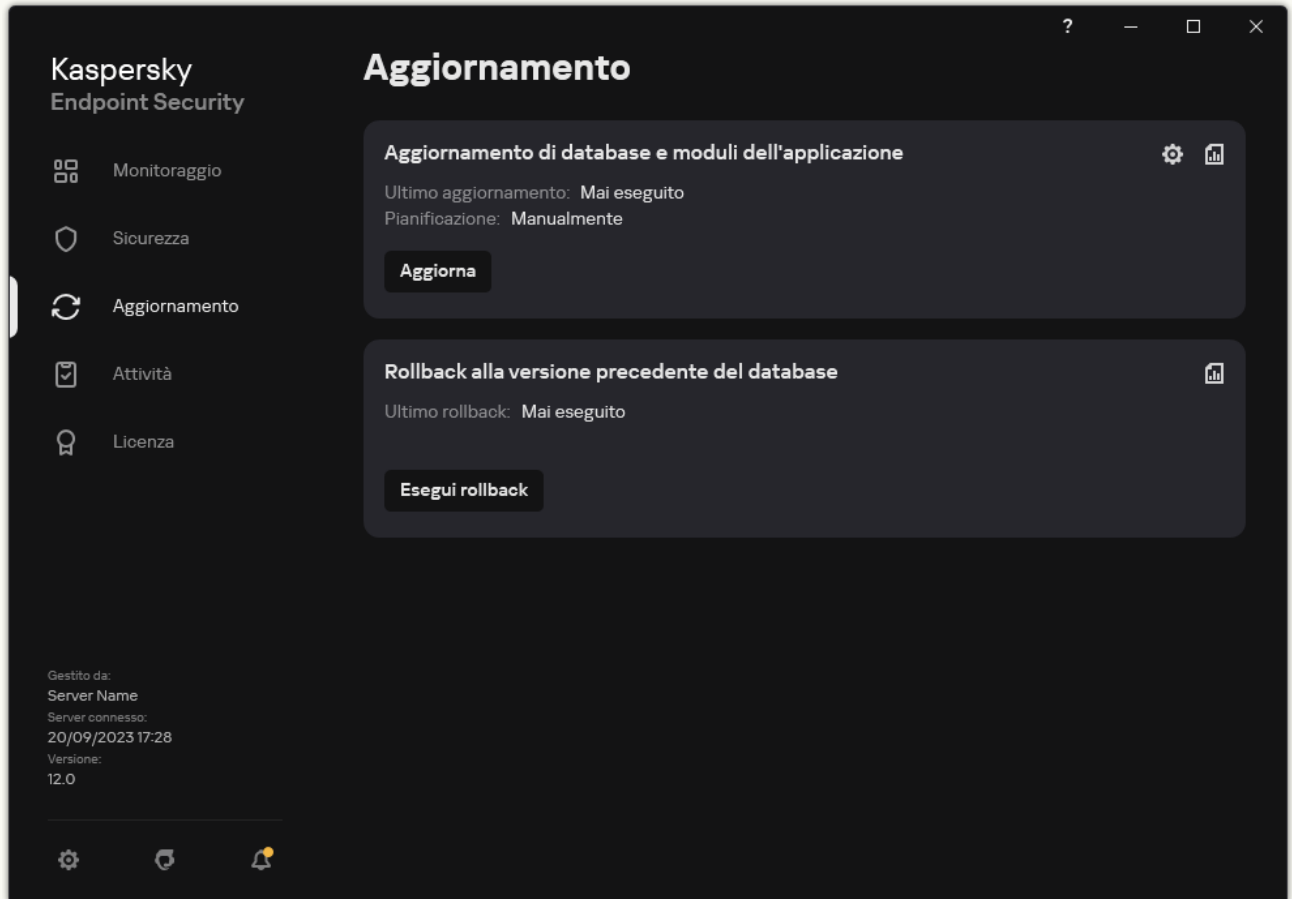 ?
Kaspersky
Endpoint Security
Monitoraggio
Sicurezza
Aggiornamento
Attività
Licenza
Gestito da:
Server Name
Server connesso:
20/09/2023 17:28
Versione:
12.0
Aggiornamento
Aggiornamento di database e moduli dell'applicazione
Ultimo aggiornamento: Mai eseguito
Pianificazione: Manualmente
Aggiorna
Rollback alla versione precedente del database
Ultimo rollback: Mai eseguito
Esegui rollback